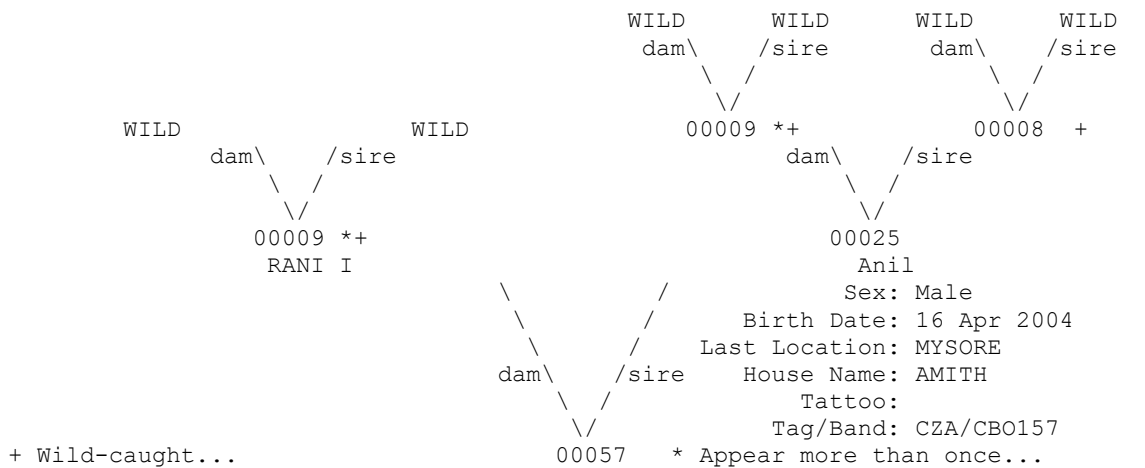 WILD WILD WILD WILD
dam\ /sire dam\ /sire
\ / \ /
\/ \/
WILD WILD 00009 *+ 00008 +
dam\ /sire dam\ /sire
\ / \ /
\/ \/
00009 *+ 00025
RANI I Anil
\ / Sex: Male
\ / Birth Date: 16 Apr 2004
\ / Last Location: MYSORE
dam\ /sire House Name: AMITH
\ / Tattoo:
\/ Tag/Band: CZA/CBO157
+ Wild-caught... 00057 * Appear more than once...